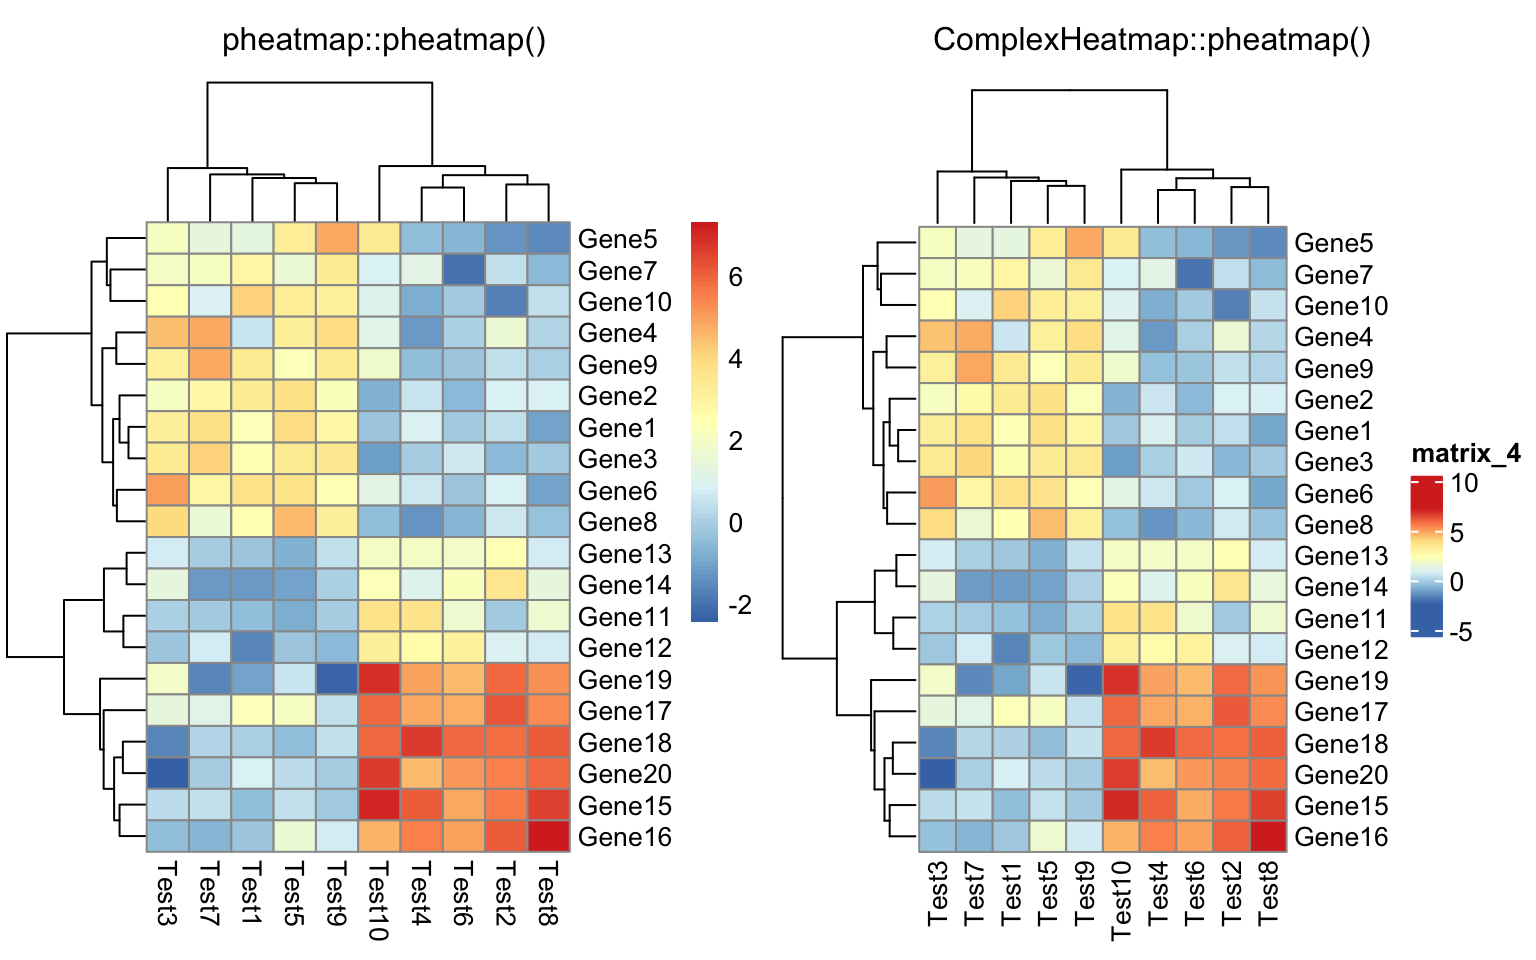 pheatmap::pheatmap()
Gene5
Gene7
Gene10
Gene4
Gene9
Gene2
Gene1
Gene3
Gene6
Gene8
Gene13
Gene14
Gene11
Gene12
Gene19
Gene17
Gene18
Gene20
Gene15
Gene16
Test3
Test7
Test1
Test5
Test9
Test10
Test4
Test6
Test2
Test8
6
4
2
0
-2
ComplexHeatmap::pheatmap()
Gene5
Gene7
Gene10
Gene4
Gene9
Gene2
Gene1
Gene3
Gene6
Gene8
Gene13
Gene14
Gene11
Gene12
Gene19
Gene17
Gene18
Gene20
Gene15
Gene16
Test3
Test7
Test1
Test5
Test9
Test10
Test4
Test6
Test2
Test8
matrix_4
10
5
0
-5